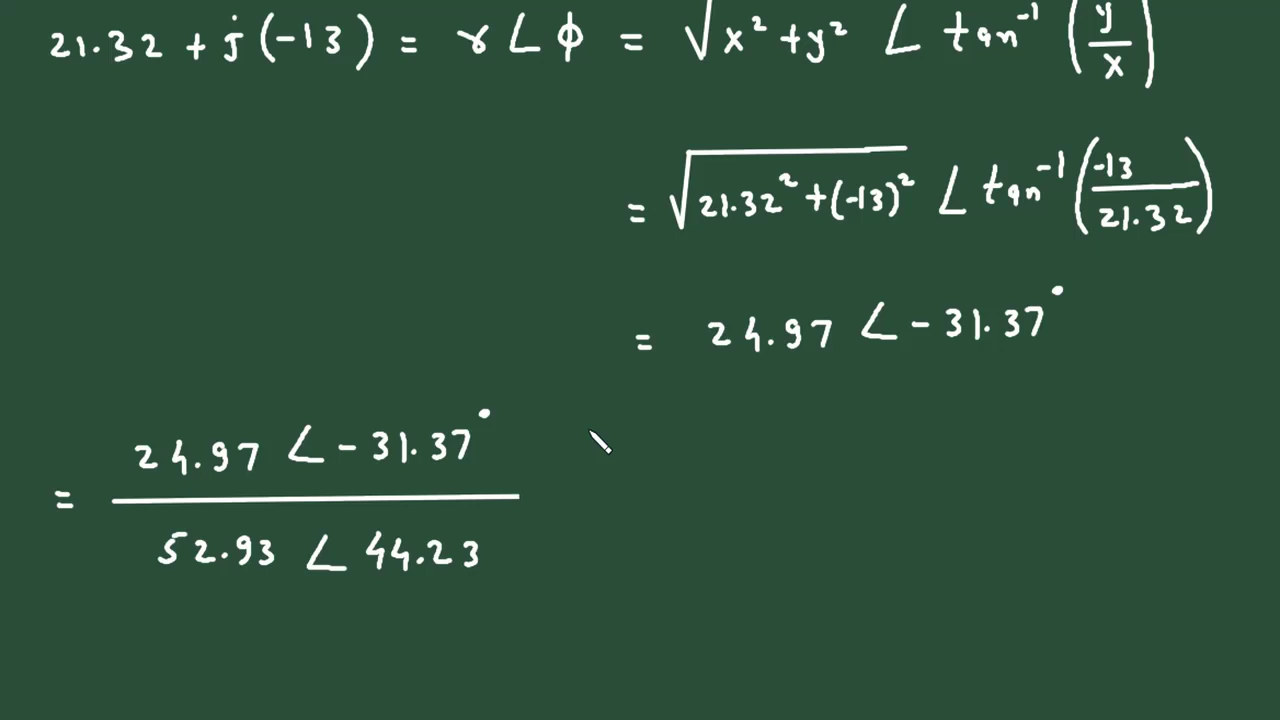 21.32 + j(-13) = r∠ϕ = √x² + y² ∠ tan⁻¹(y/x)
= √21.32² + (-13)² ∠ tan⁻¹(-13/21.32)
= 24.97 ∠ -31.37°
= 24.97 ∠ -31.37°
52.93 ∠ 44.23